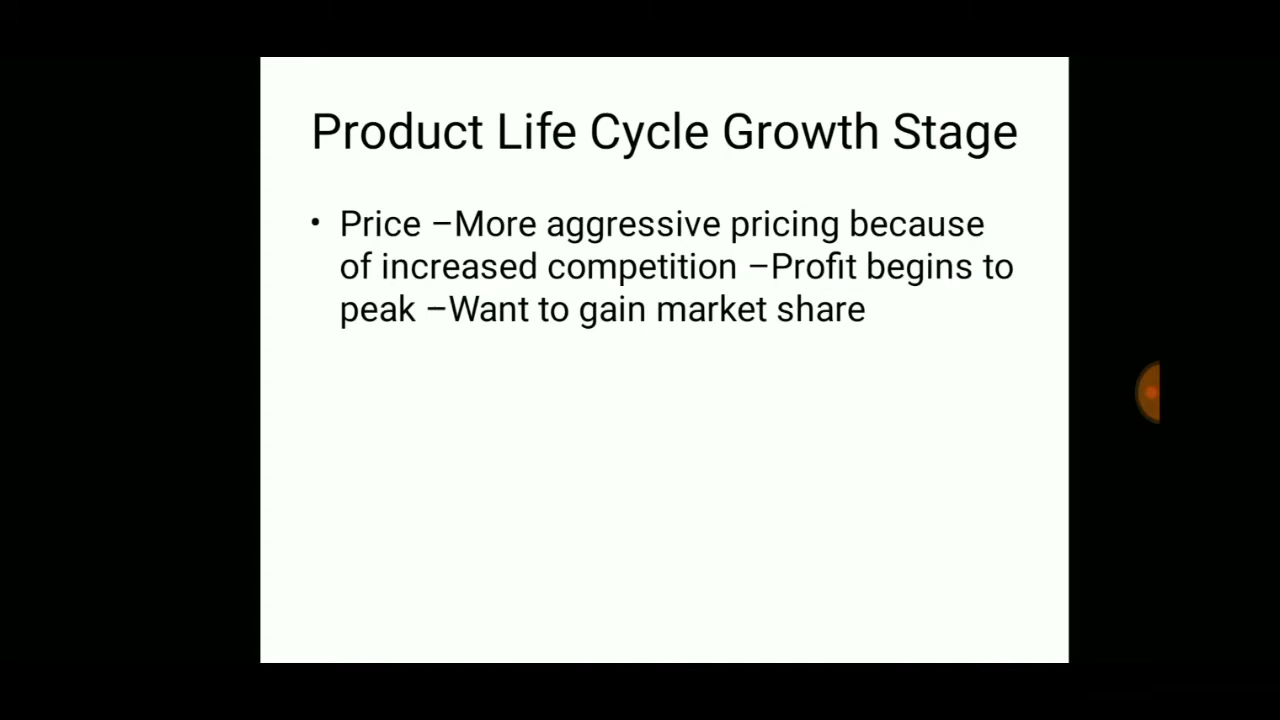 Product Life Cycle Growth Stage
• Price –More aggressive pricing because
of increased competition –Profit begins to
peak –Want to gain market share